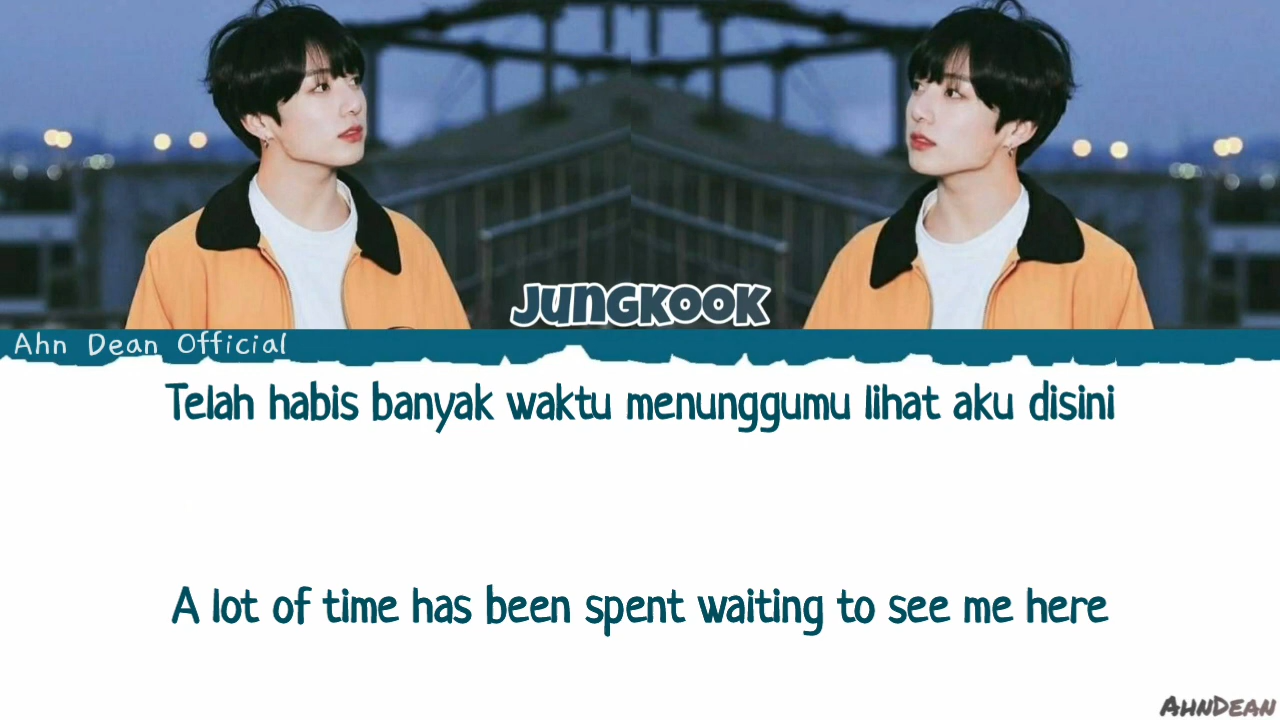 Jungkook
Ahn Dean Official
Telah habis banyak waktu menunggumu lihat aku disini
A lot of time has been spent waiting to see me here
AhnDean